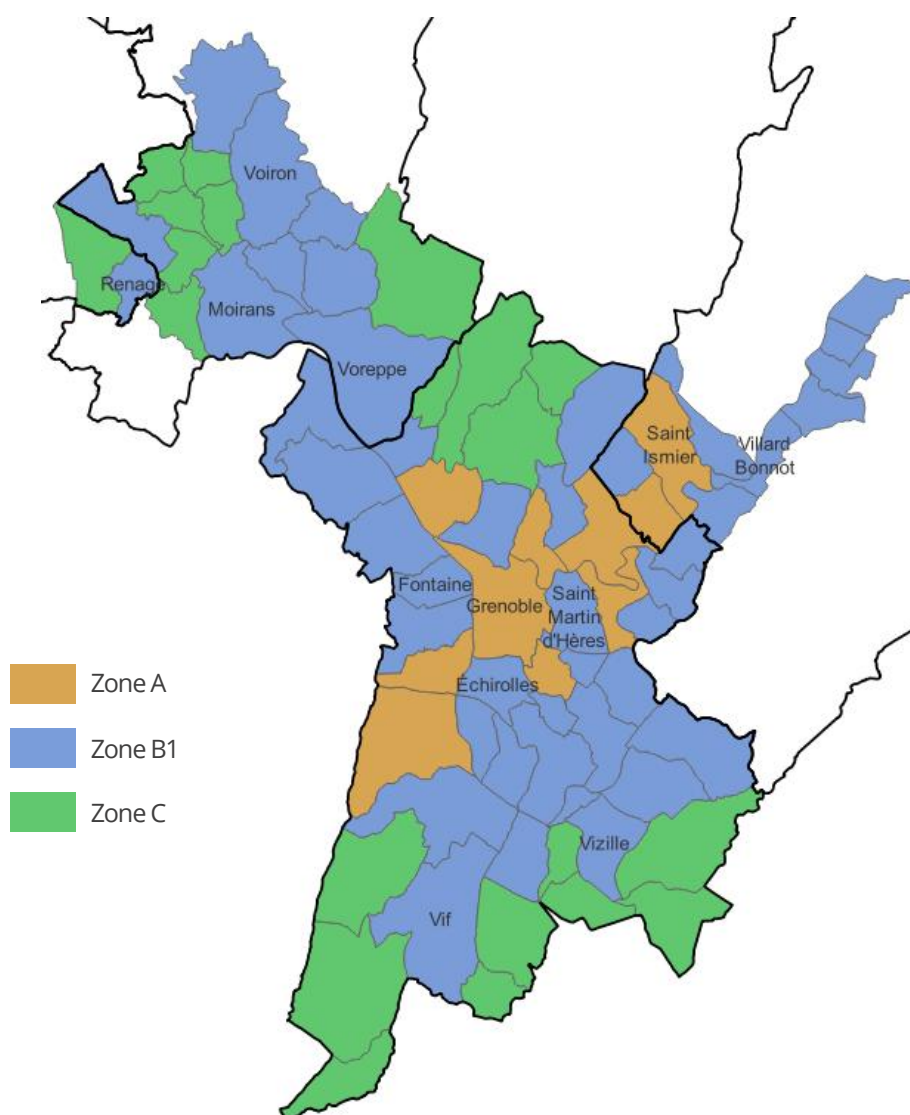 Voiron
Renage
Moirans
Voreppe
Saint
Ismier
Villard
Bonnot
Fontaine
Grenoble
Saint
Martin
d'Hères
Échirolles
Vizille
Vif
Zone A
Zone B1
Zone C